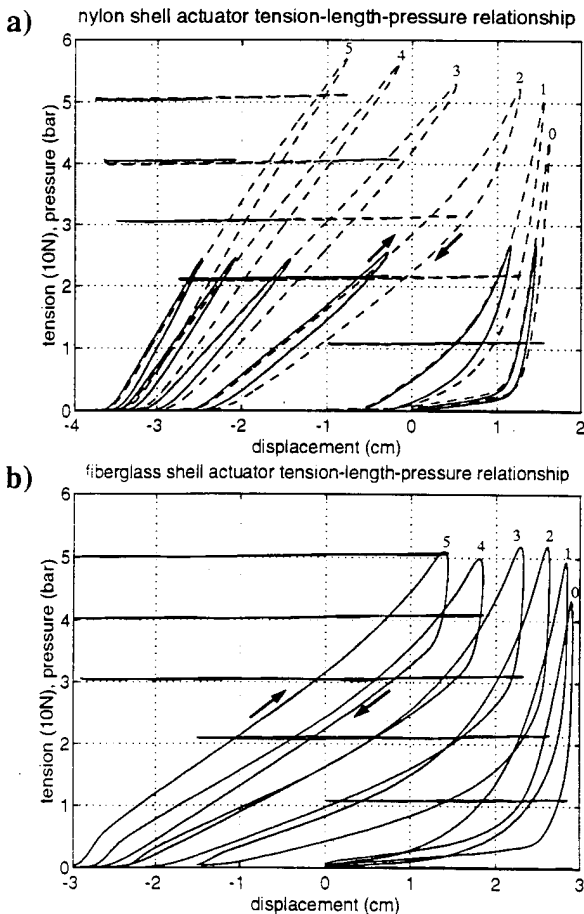 a)
nylon shell actuator tension-length-pressure relationship
tension (10N), pressure (bar)
6
5
4
3
2
1
0
5
4
3
2
1
0
-4 -3 -2 -1 0 1 2
displacement (cm)
b)
fiberglass shell actuator tension-length-pressure relationship
tension (10N), pressure (bar)
6
5
4
3
2
1
0
5
4
3
2
1
0
-3 -2 -1 0 1 2 3
displacement (cm)